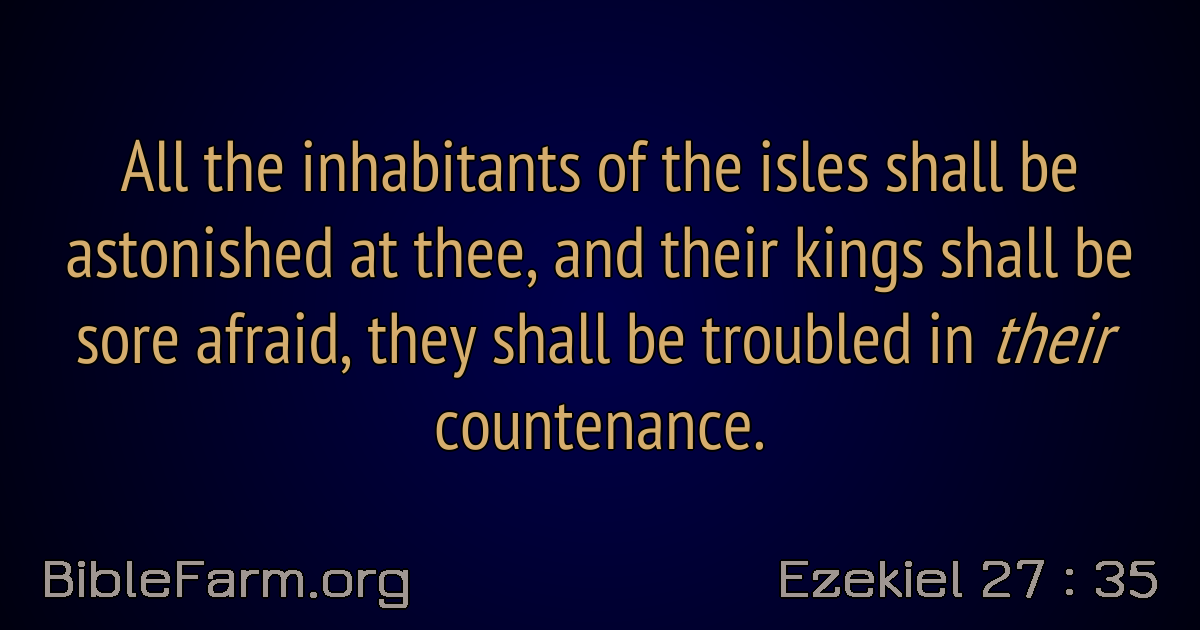 All the inhabitants of the isles shall be
astonished at thee, and their kings shall be
sore afraid, they shall be troubled in their
countenance.
BibleFarm.org
Ezekiel 27 : 35